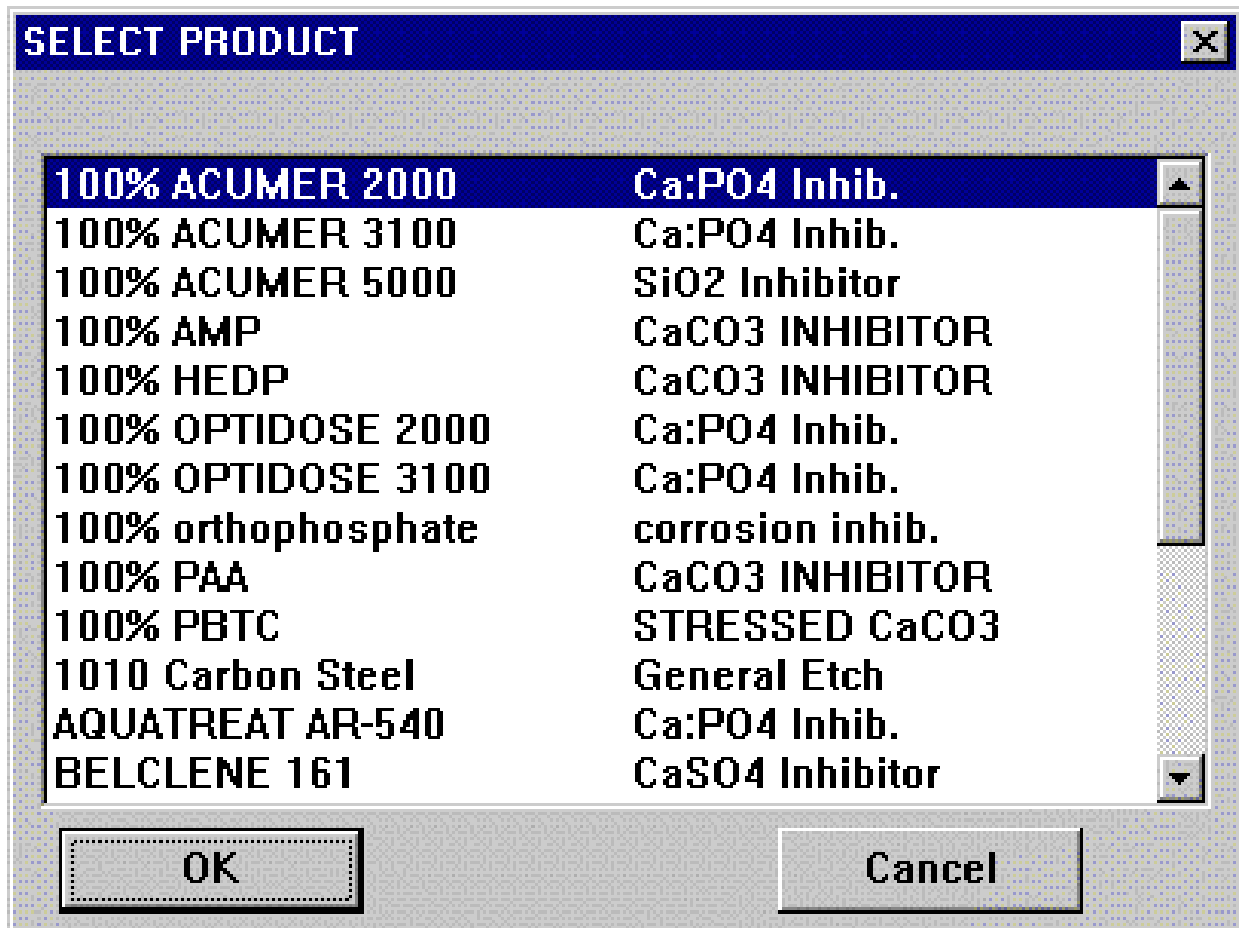 SELECT PRODUCT
100% ACUMER 2000 Ca:PO4 Inhib.
100% ACUMER 3100 Ca:PO4 Inhib.
100% ACUMER 5000 SiO2 Inhibitor
100% AMP CaCO3 INHIBITOR
100% HEDP CaCO3 INHIBITOR
100% OPTIDOSE 2000 Ca:PO4 Inhib.
100% OPTIDOSE 3100 Ca:PO4 Inhib.
100% orthophosphate corrosion inhib.
100% PAA CaCO3 INHIBITOR
100% PBTC STRESSED CaCO3
1010 Carbon Steel General Etch
AQUATREAT AR-540 Ca:PO4 Inhib.
BELCLENE 161 CaSO4 Inhibitor
OK Cancel